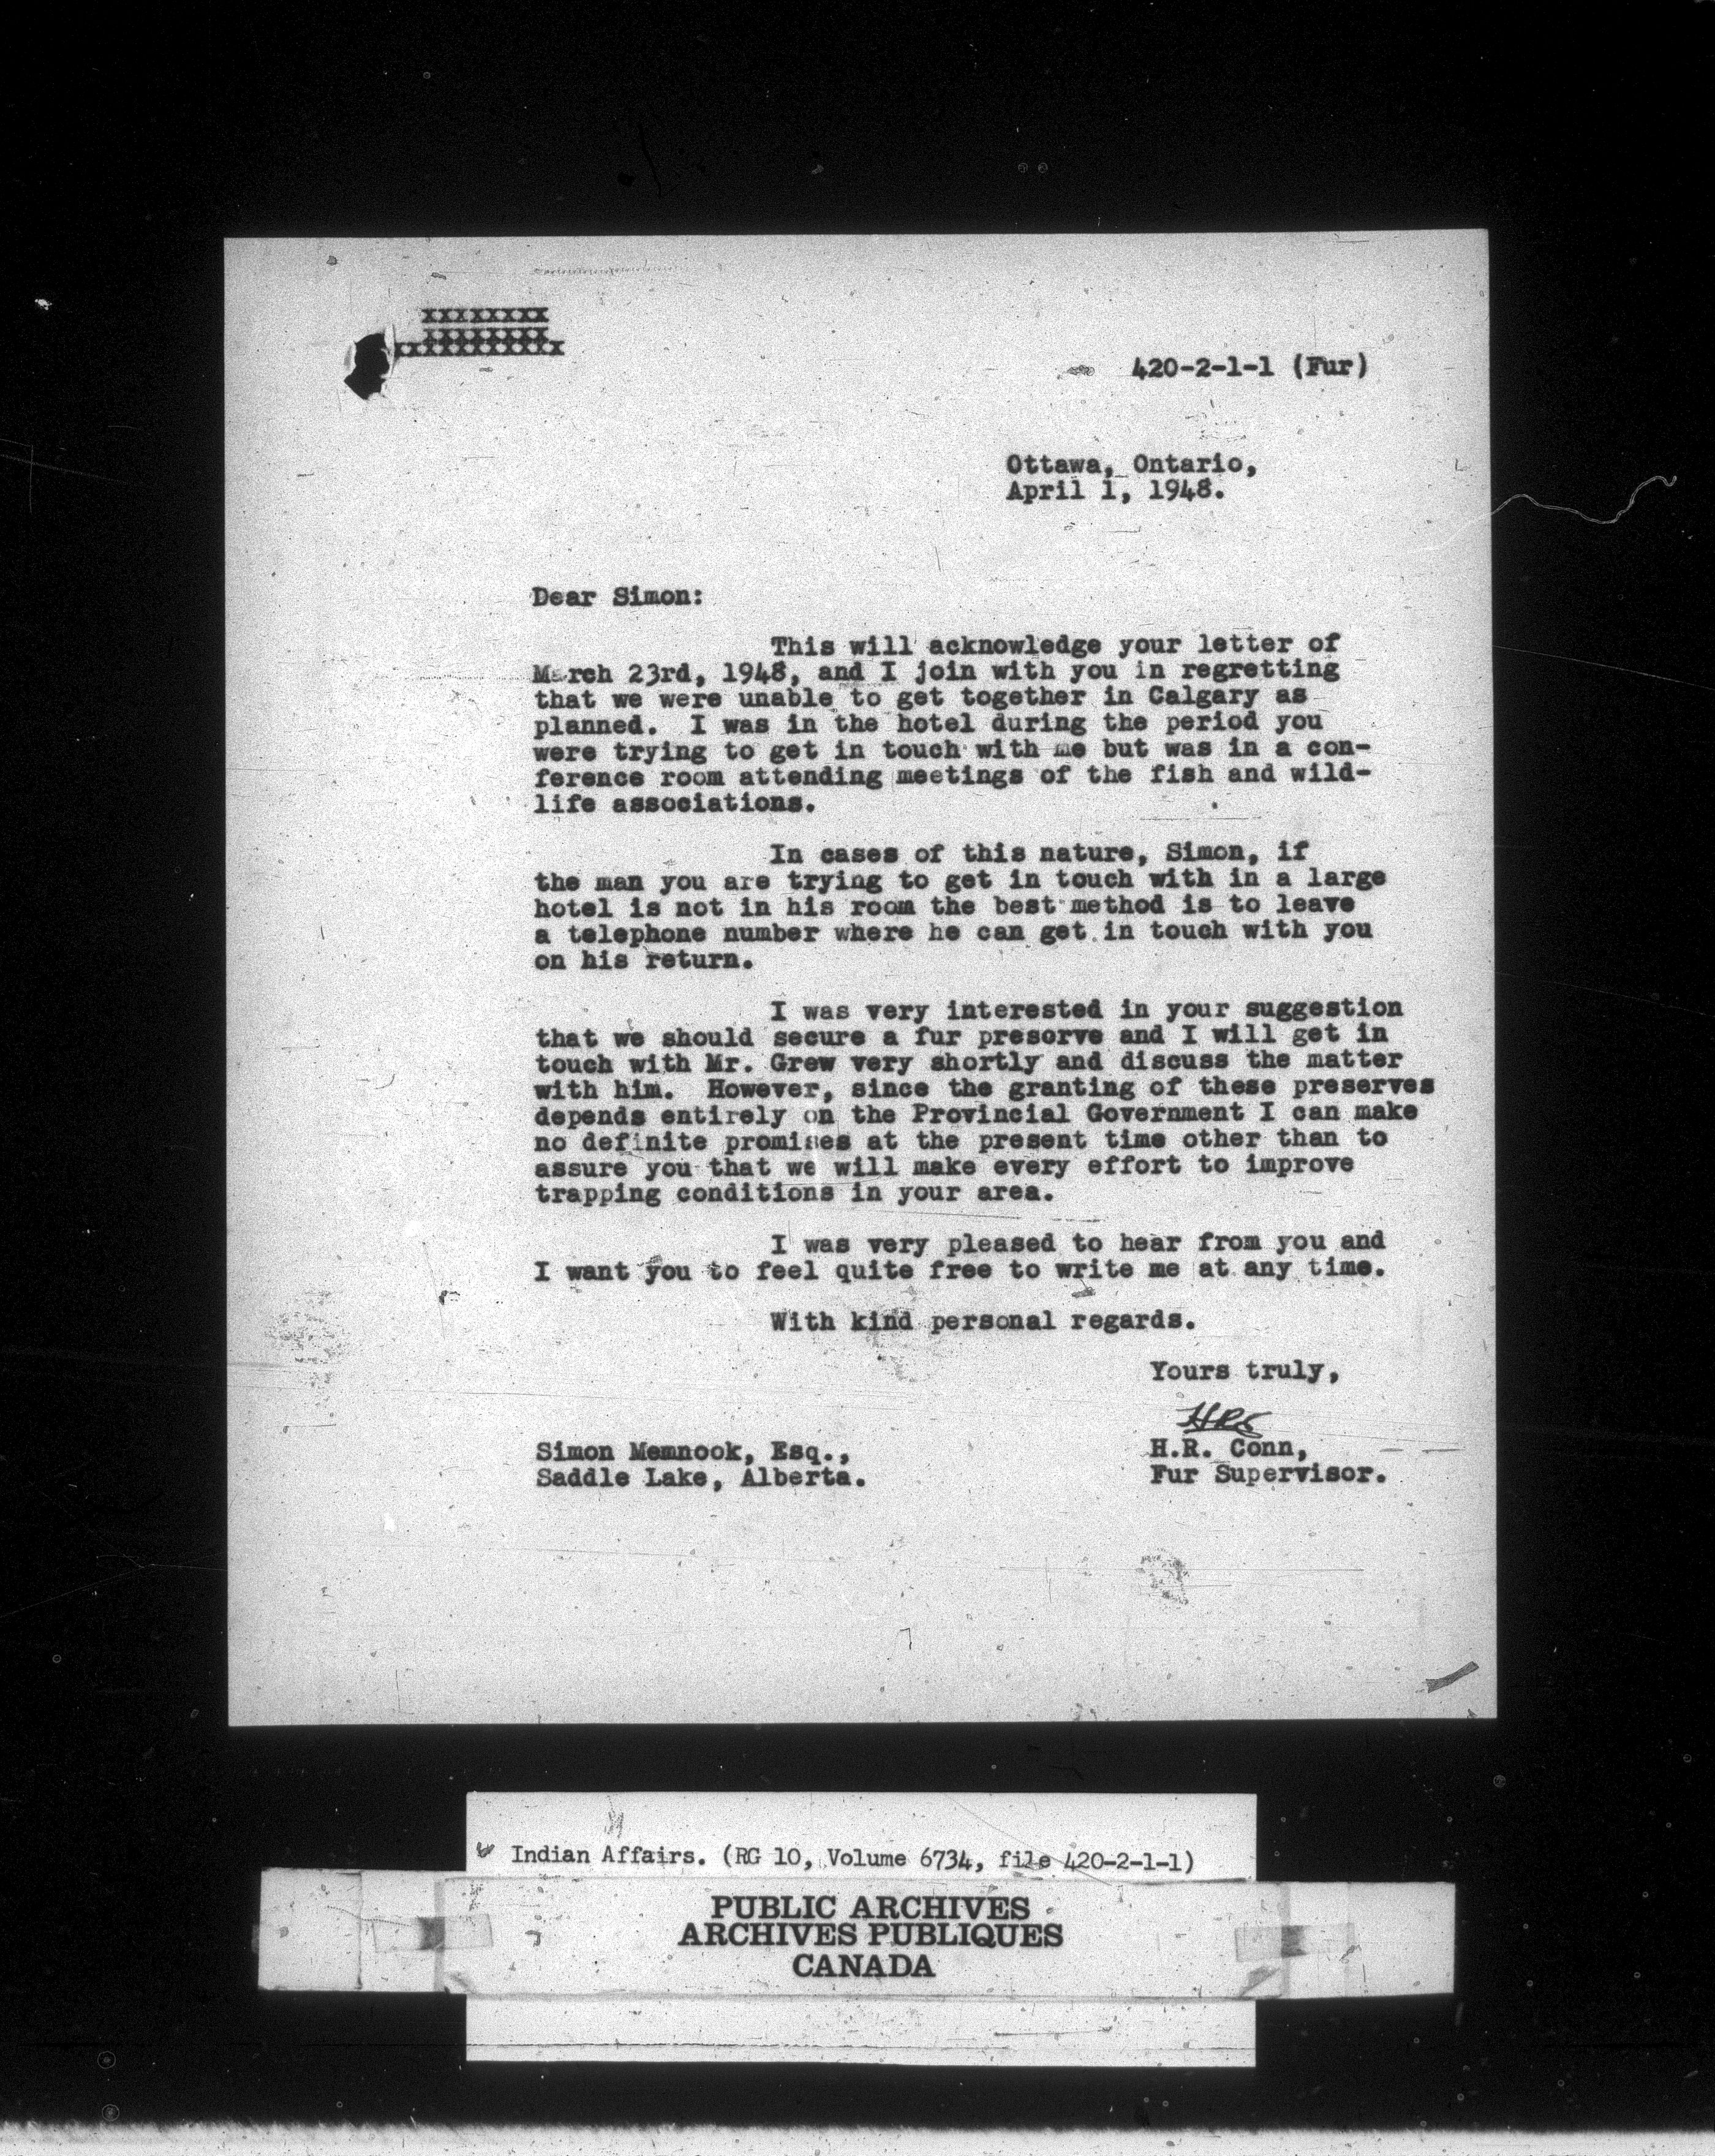 xxxxxxxx
xxxxxxxx
xxxxxxxxxxx
420-2-1-1 (Fur)
Ottawa, Ontario,
April 1, 1948.
Dear Simon:
This will acknowledge your letter of
March 23rd, 1948, and I join with you in regretting
that we were unable to get together in Calgary as
planned. I was in the hotel during the period you
were trying to get in touch with me but was in a con-
ference room attending meetings of the fish and wild-
life associations.
In cases of this nature, Simon, if
the man you are trying to get in touch with in a large
hotel is not in his room the best method is to leave
a telephone number where he can get in touch with you
on his return.
I was very interested in your suggestion
that we should secure a fur presorve and I will get in
touch with Mr. Grew very shortly and discuss the matter
with him. However, since the granting of these preserves
depends entirely on the Provincial Government I can make
no definite promises at the present time other than to
assure you that we will make every effort to improve
trapping conditions in your area.
I was very pleased to hear from you and
I want you to feel quite free to write me at any time.
With kind personal regards.
Yours truly,
HRC
H.R. Conn,
Fur Supervisor.
Simon Memnook, Esq.,
Saddle Lake, Alberta.
Indian Affairs. (RG 10, Volume 6734, file 420-2-1-1)
PUBLIC ARCHIVES
ARCHIVES PUBLIQUES
CANADA